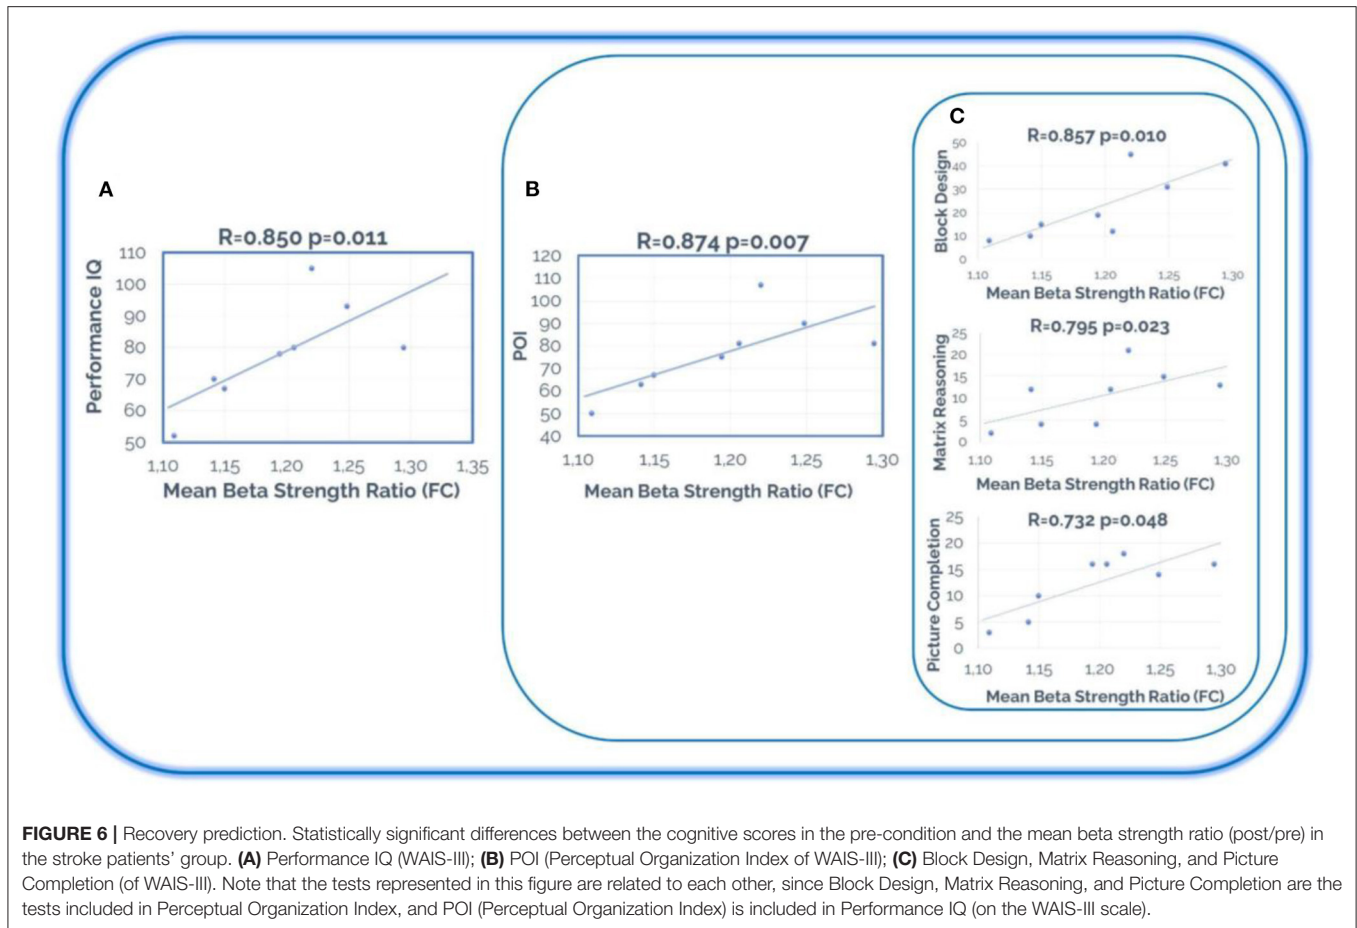 A
R=0.850 p=0.011
Performance IQ
110
100
90
80
70
60
50
1,10 1,15 1,20 1,25 1,30 1,35
Mean Beta Strength Ratio (FC)
B
R=0.874 p=0.007
POI
120
110
100
90
80
70
60
50
40
1,10 1,15 1,20 1,25 1,30
Mean Beta Strength Ratio (FC)
C
R=0.857 p=0.010
Block Design
50
40
30
20
10
0
1,10 1,15 1,20 1,25 1,30
Mean Beta Strength Ratio (FC)
R=0.795 p=0.023
Matrix Reasoning
25
20
15
10
5
0
1,10 1,15 1,20 1,25 1,30
Mean Beta Strength Ratio (FC)
R=0.732 p=0.048
Picture Completion
25
20
15
10
5
0
1,10 1,15 1,20 1,25 1,30
Mean Beta Strength Ratio (FC)
FIGURE 6 | Recovery prediction. Statistically significant differences between the cognitive scores in the pre-condition and the mean beta strength ratio (post/pre) in
the stroke patients' group. (A) Performance IQ (WAIS-III); (B) POI (Perceptual Organization Index of WAIS-III); (C) Block Design, Matrix Reasoning, and Picture
Completion (of WAIS-III). Note that the tests represented in this figure are related to each other, since Block Design, Matrix Reasoning, and Picture Completion are the
tests included in Perceptual Organization Index, and POI (Perceptual Organization Index) is included in Performance IQ (on the WAIS-III scale).